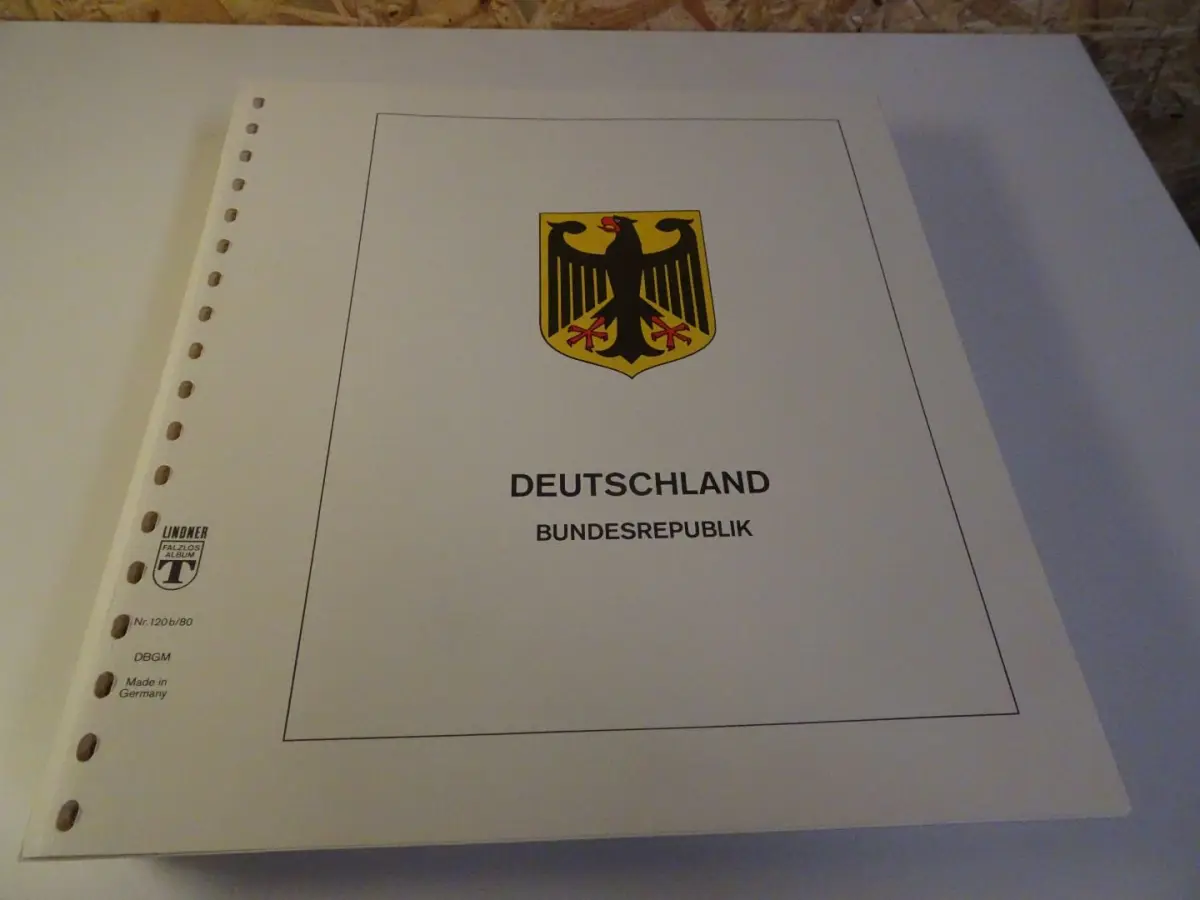 DEUTSCHLAND
BUNDESREPUBLIK
LINDNER
FALZLOS
ALBUM
T
Nr. 120b/80
DBGM
Made in
Germany